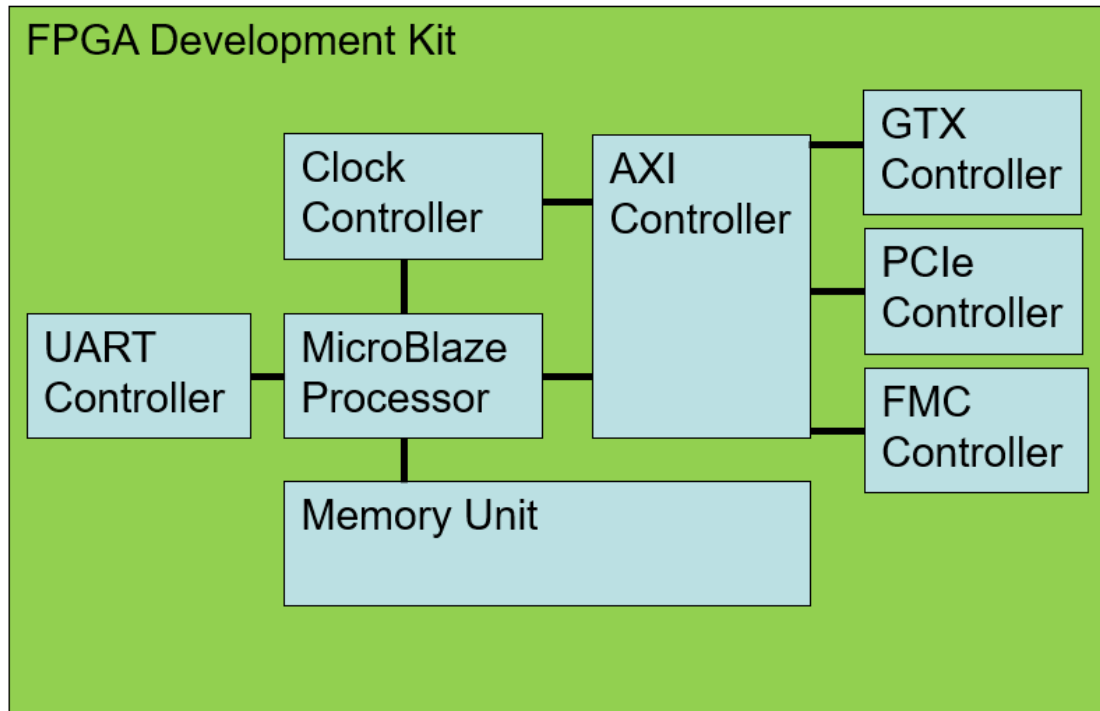 FPGA Development Kit
Clock
Controller
AXI
Controller
GTX
Controller
PCIe
Controller
UART
Controller
MicroBlaze
Processor
FMC
Controller
Memory Unit